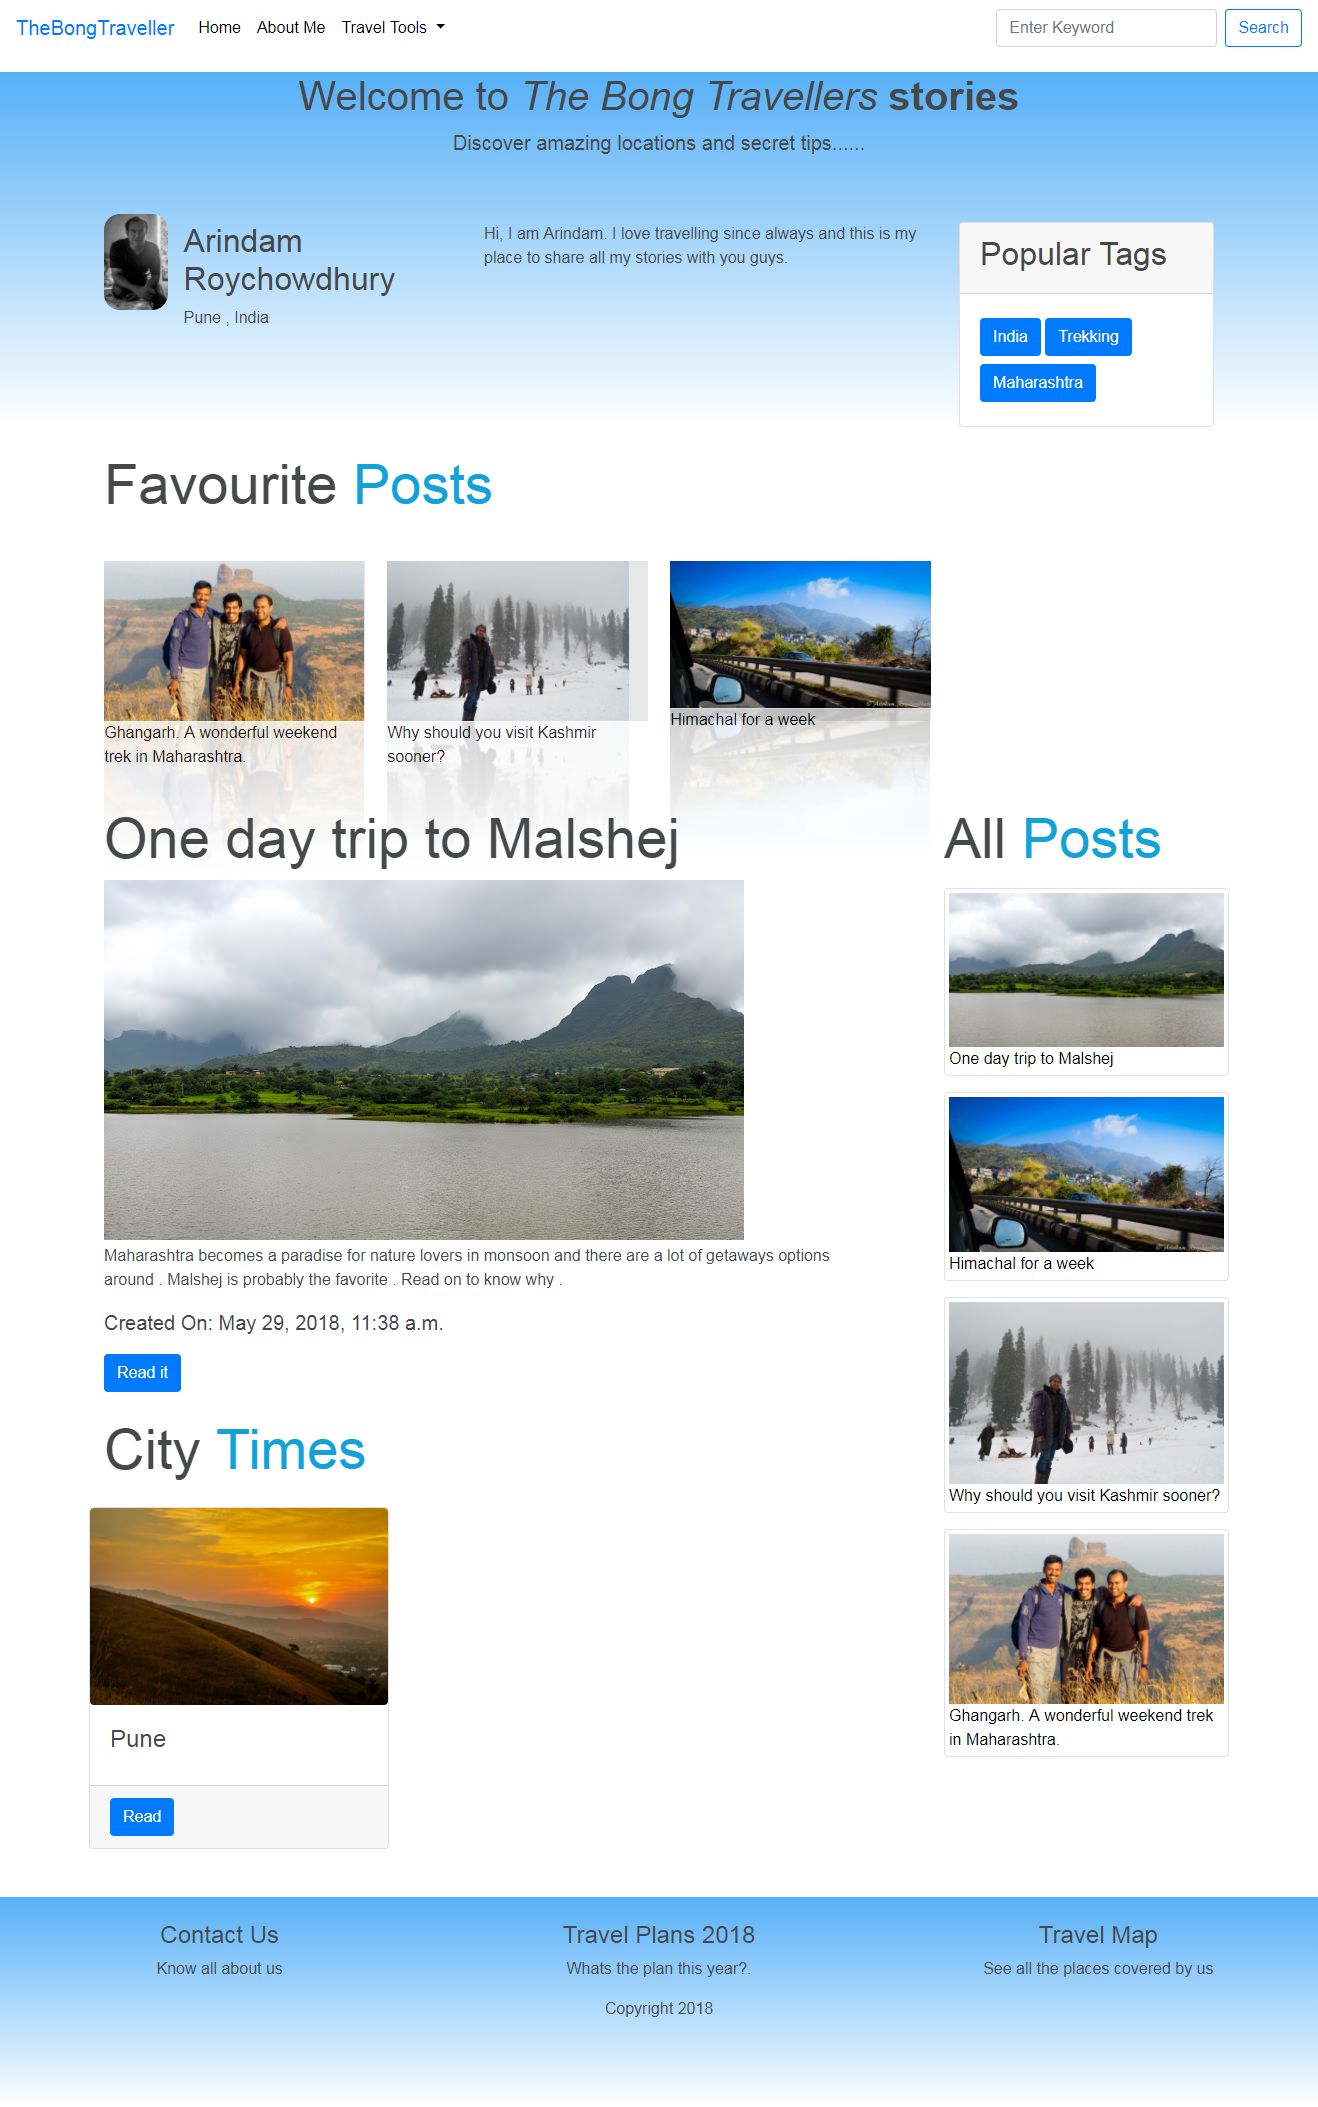 TheBongTraveller
Home
About Me
Travel Tools
Enter Keyword
Search
Welcome to The Bong Travellers stories
Discover amazing locations and secret tips......
Arindam
Roychowdhury
Pune , India
Hi, I am Arindam. I love travelling since always and this is my
place to share all my stories with you guys.
Popular Tags
India
Trekking
Maharashtra
Favourite Posts
Ghangarh. A wonderful weekend
trek in Maharashtra.
Why should you visit Kashmir
sooner?
Himachal for a week
One day trip to Malshej
Maharashtra becomes a paradise for nature lovers in monsoon and there are a lot of getaways options
around . Malshej is probably the favorite . Read on to know why .
Created On: May 29, 2018, 11:38 a.m.
Read it
All Posts
One day trip to Malshej
Himachal for a week
Why should you visit Kashmir sooner?
Ghangarh. A wonderful weekend trek
in Maharashtra.
City Times
Pune
Read
Contact Us
Know all about us
Travel Plans 2018
Whats the plan this year?.
Travel Map
See all the places covered by us
Copyright 2018